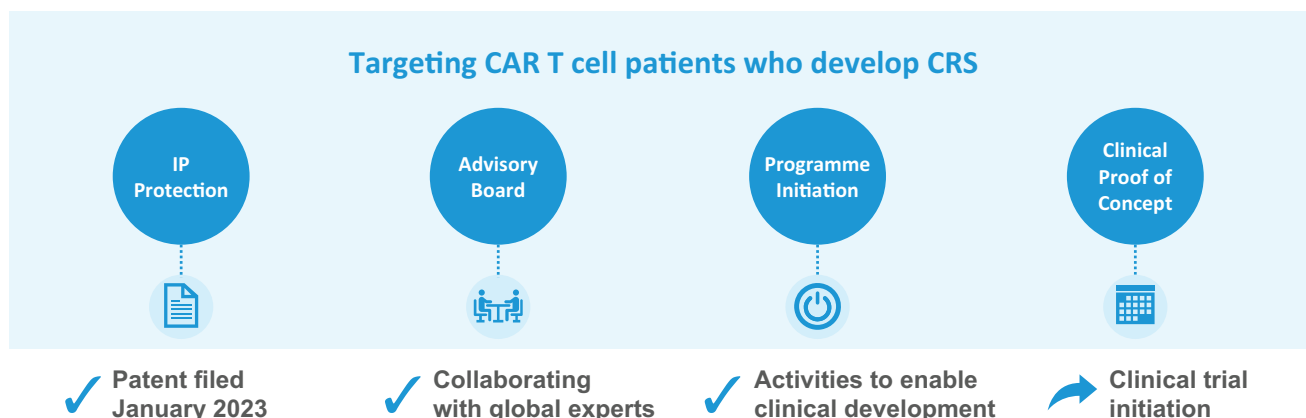 Targeting CAR T cell patients who develop CRS
IP
Protection
Advisory
Board
Programme
Initiation
Clinical
Proof of
Concept
Patent filed
January 2023
Collaborating
with global experts
Activities to enable
clinical development
Clinical trial
initiation